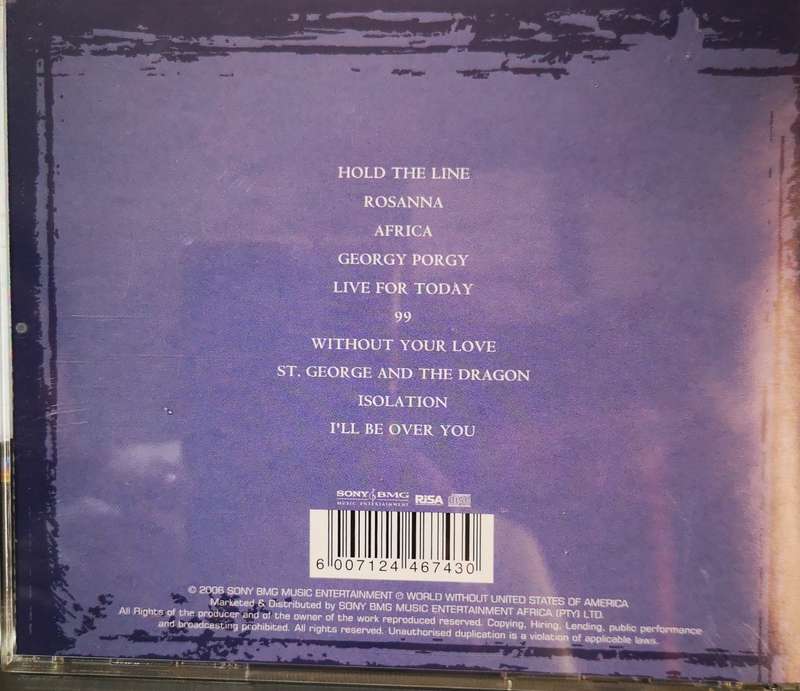 HOLD THE LINE
ROSANNA
AFRICA
GEORGY PORGY
LIVE FOR TODAY
99
WITHOUT YOUR LOVE
ST. GEORGE AND THE DRAGON
ISOLATION
I'LL BE OVER YOU
SONY BMG RiSA
MUSIC ENTERTAINMENT
6 007124 467430
© 2006 SONY BMG MUSIC ENTERTAINMENT ℗ WORLD WITHOUT UNITED STATES OF AMERICA
Marketed & Distributed by SONY BMG MUSIC ENTERTAINMENT AFRICA (PTY) LTD.
All Rights of the producer and of the owner of the work reproduced reserved. Copying, Hiring, Lending, public performance
and broadcasting prohibited. All rights reserved. Unauthorised duplication is a violation of applicable laws.